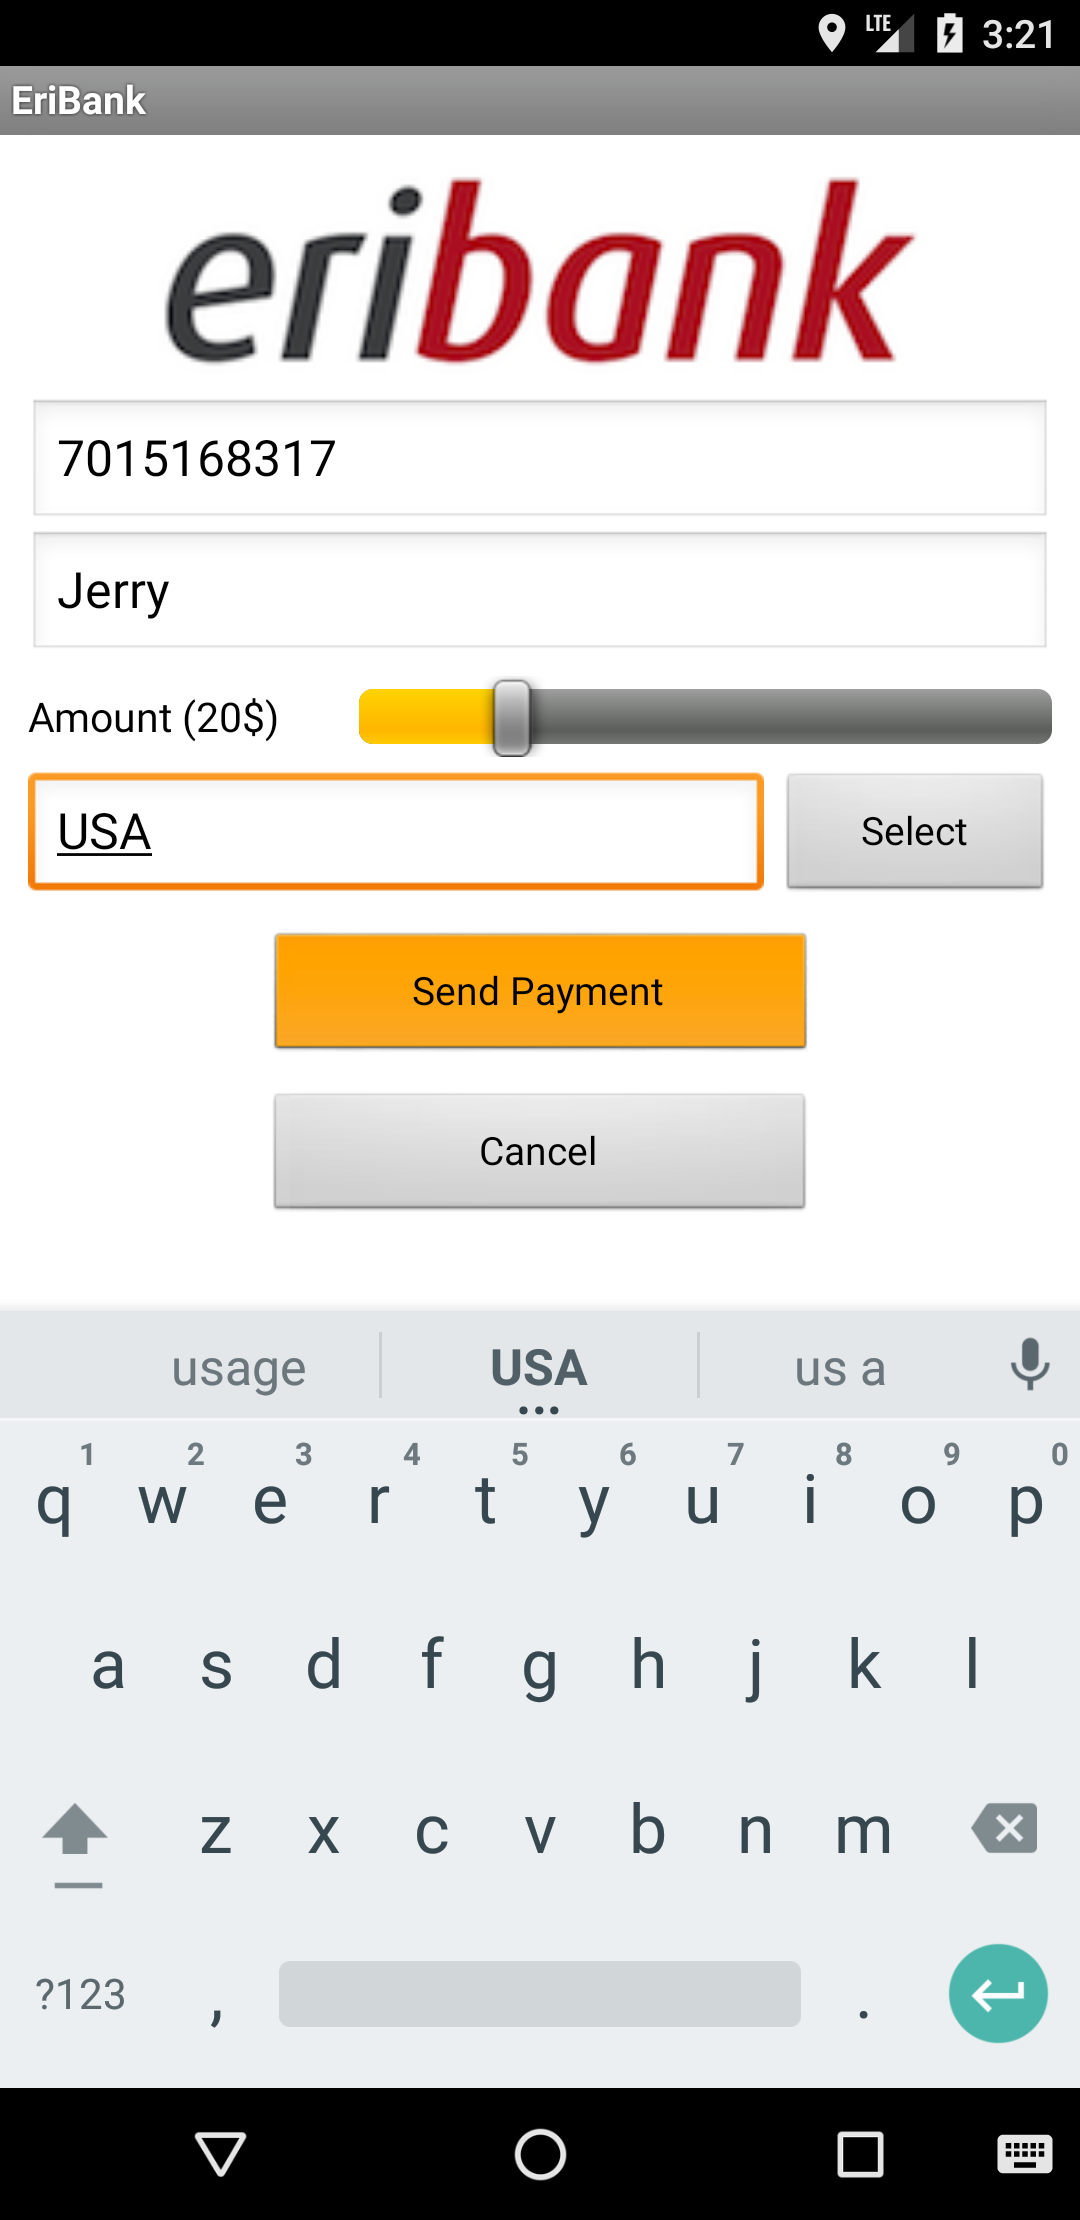 LTE 3:21
EriBank
eribank
7015168317
Jerry
Amount (20$)
USA Select
Send Payment
Cancel
usage USA us a
1 2 3 4 5 6 7 8 9 0
q w e r t y u i o p
a s d f g h j k l
z x c v b n m
?123 , .